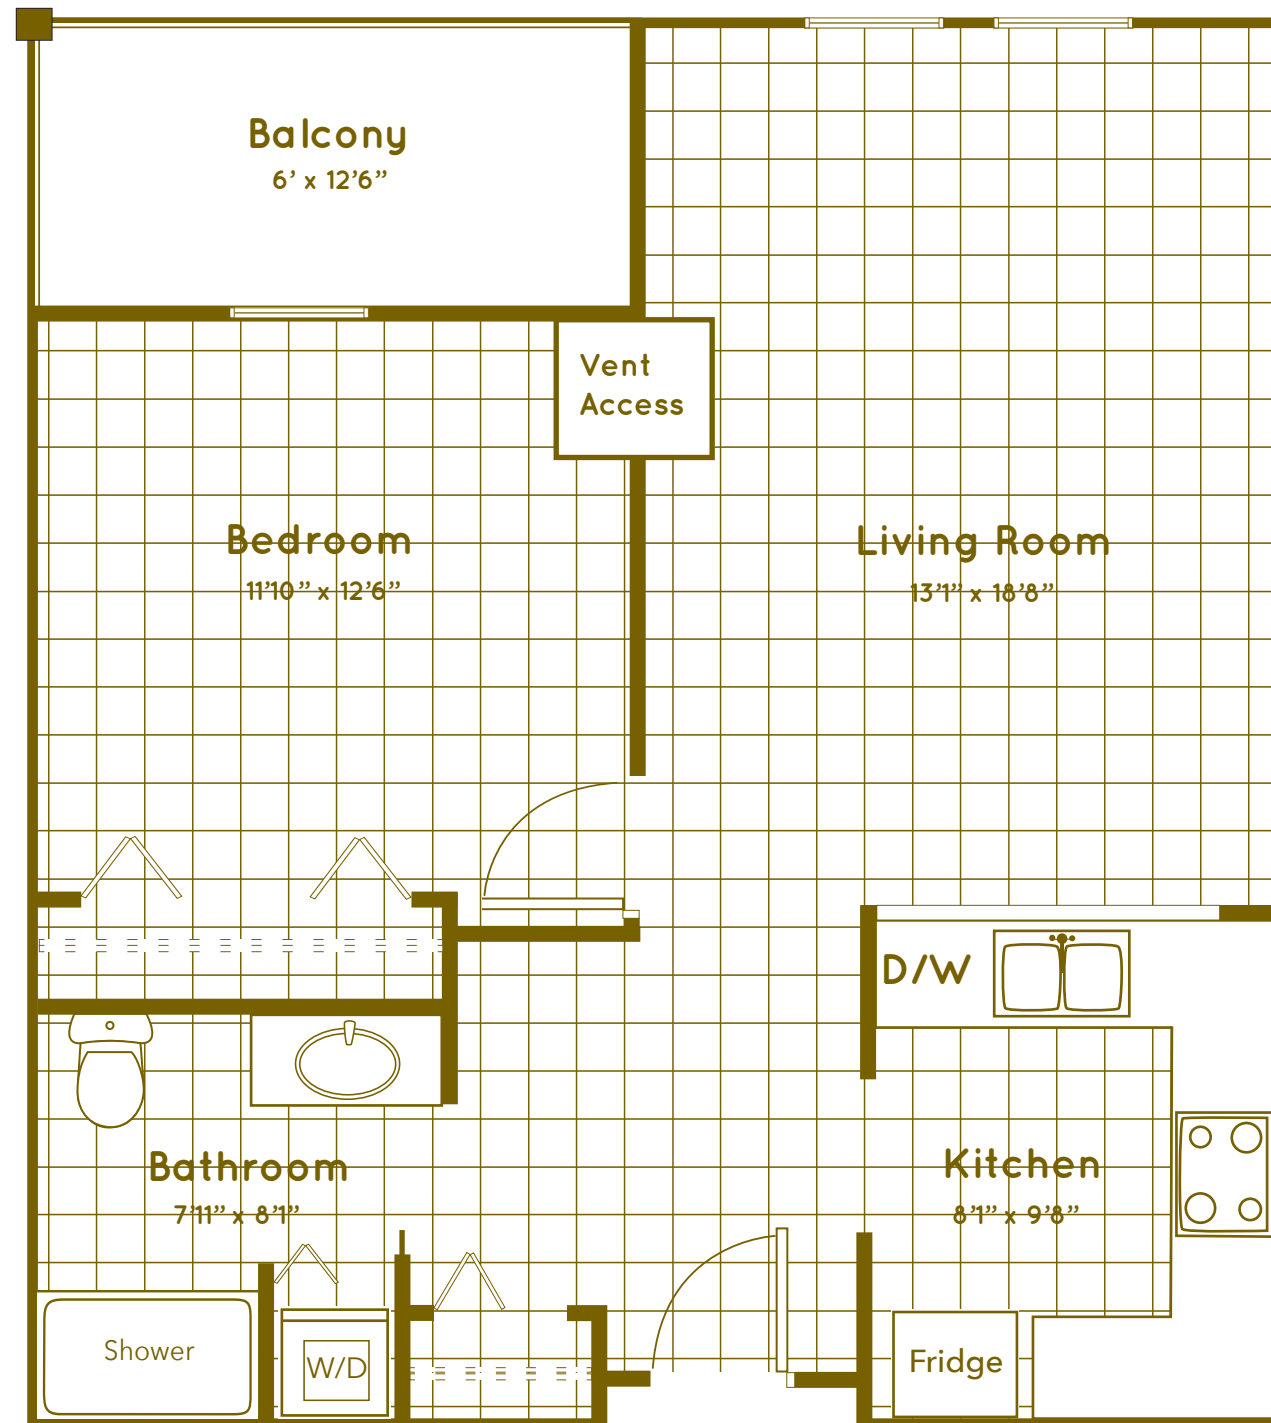 Balcony
6’ x 12’6”
Vent
Access
Bedroom
11’10” x 12’6”
Living Room
13’1” x 18’8”
D/W
Bathroom
7’11” x 8’1”
Kitchen
8’1” x 9’8”
Shower
W/D
Fridge